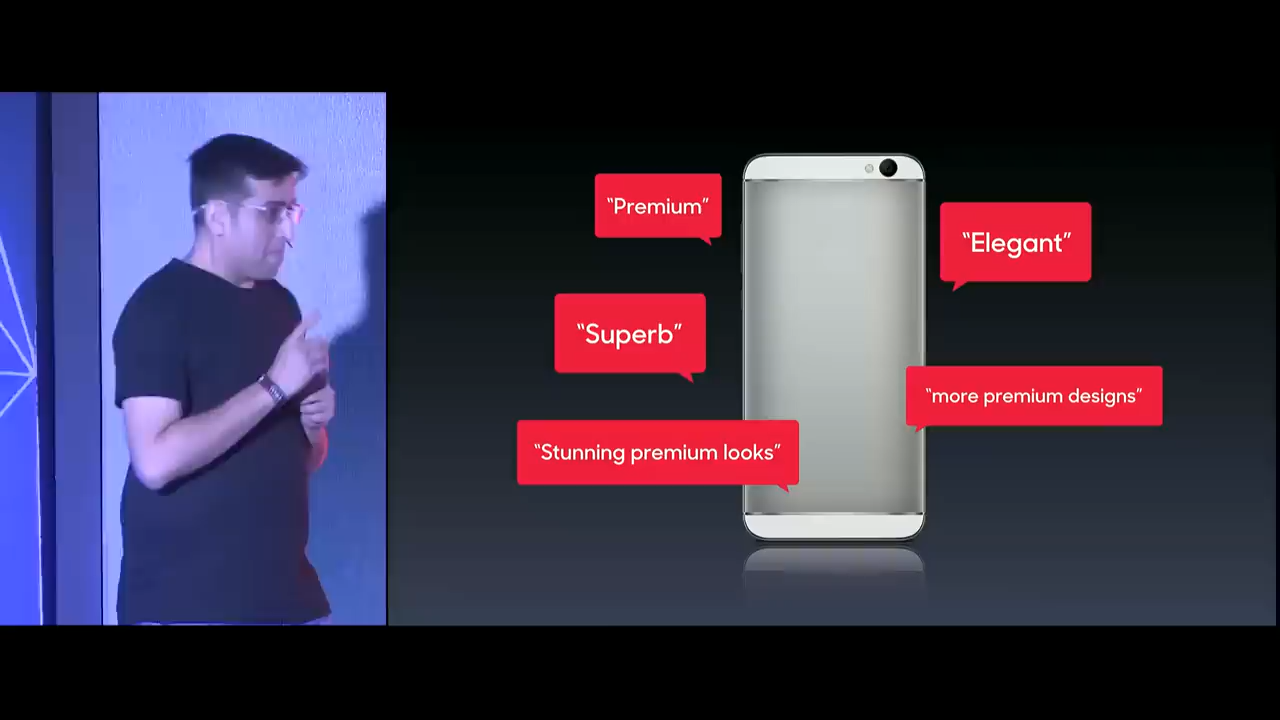 “Premium”
“Elegant”
“Superb”
“more premium designs”
“Stunning premium looks”